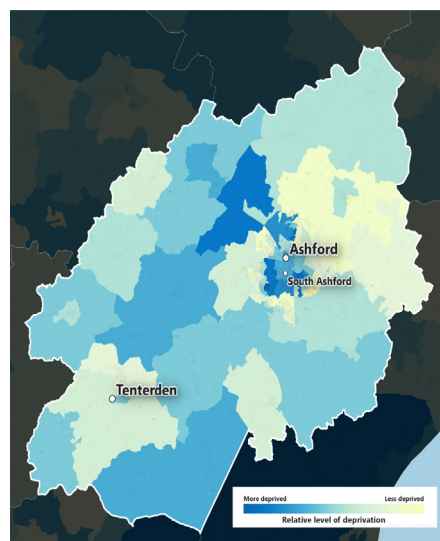 Ashford
South Ashford
Tenterden
More deprived Less deprived
Relative level of deprivation